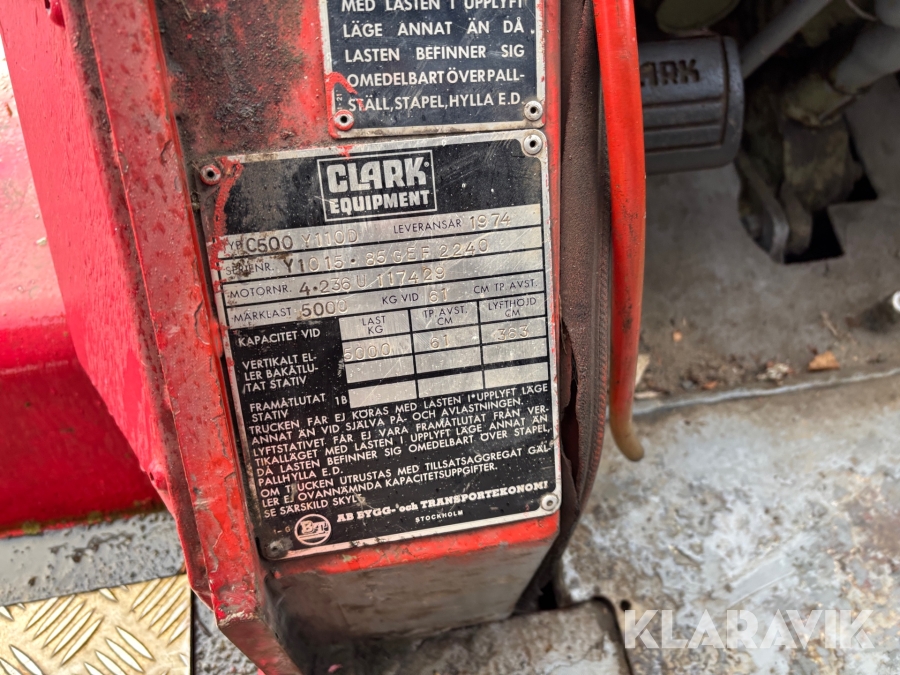 MED LASTEN I UPPLYFT
LÄGE ANNAT ÄN DÅ
LASTEN BEFINNER SIG
OMEDELBART ÖVER PALL-
STÄLL, STAPEL, HYLLA E.D.
CLARK
CLARK
EQUIPMENT
TYP C500 Y110D LEVERANSÅR 1974
SERIENR. Y1015·85GEF 2240
MOTORNR. 4·236U 117429
MÄRKLAST 5000 KG VID 61 CM TP. AVST.
KAPACITET VID LAST KG TP. AVST. CM LYFTHÖJD CM
VERTIKALT EL-
LER BAKÅTLU-
TAT STATIV 5000 61 363
FRAMÅTLUTAT 1B
STATIV
TRUCKEN FÅR EJ KÖRAS MED LASTEN I UPPLYFT LÄGE
ANNAT ÄN VID SJÄLVA PÅ- OCH AVLASTNINGEN.
LYFTSTATIVET FÅR EJ VARA FRAMÅTLUTAT FRÅN VER-
TIKALLÄGET MED LASTEN I UPPLYFT LÄGE ANNAT ÄN
DÅ LASTEN BEFINNER SIG OMEDELBART ÖVER STAPEL,
PALLHYLLA E.D.
OM TRUCKEN UTRUSTAS MED TILLSATSAGGREGAT GÄL-
LER EJ OVANNÄMNDA KAPACITETSUPPGIFTER.
SE SÄRSKILD SKYLT
BT AB BYGG- och TRANSPORTEKONOMI
STOCKHOLM
KLARAVIK